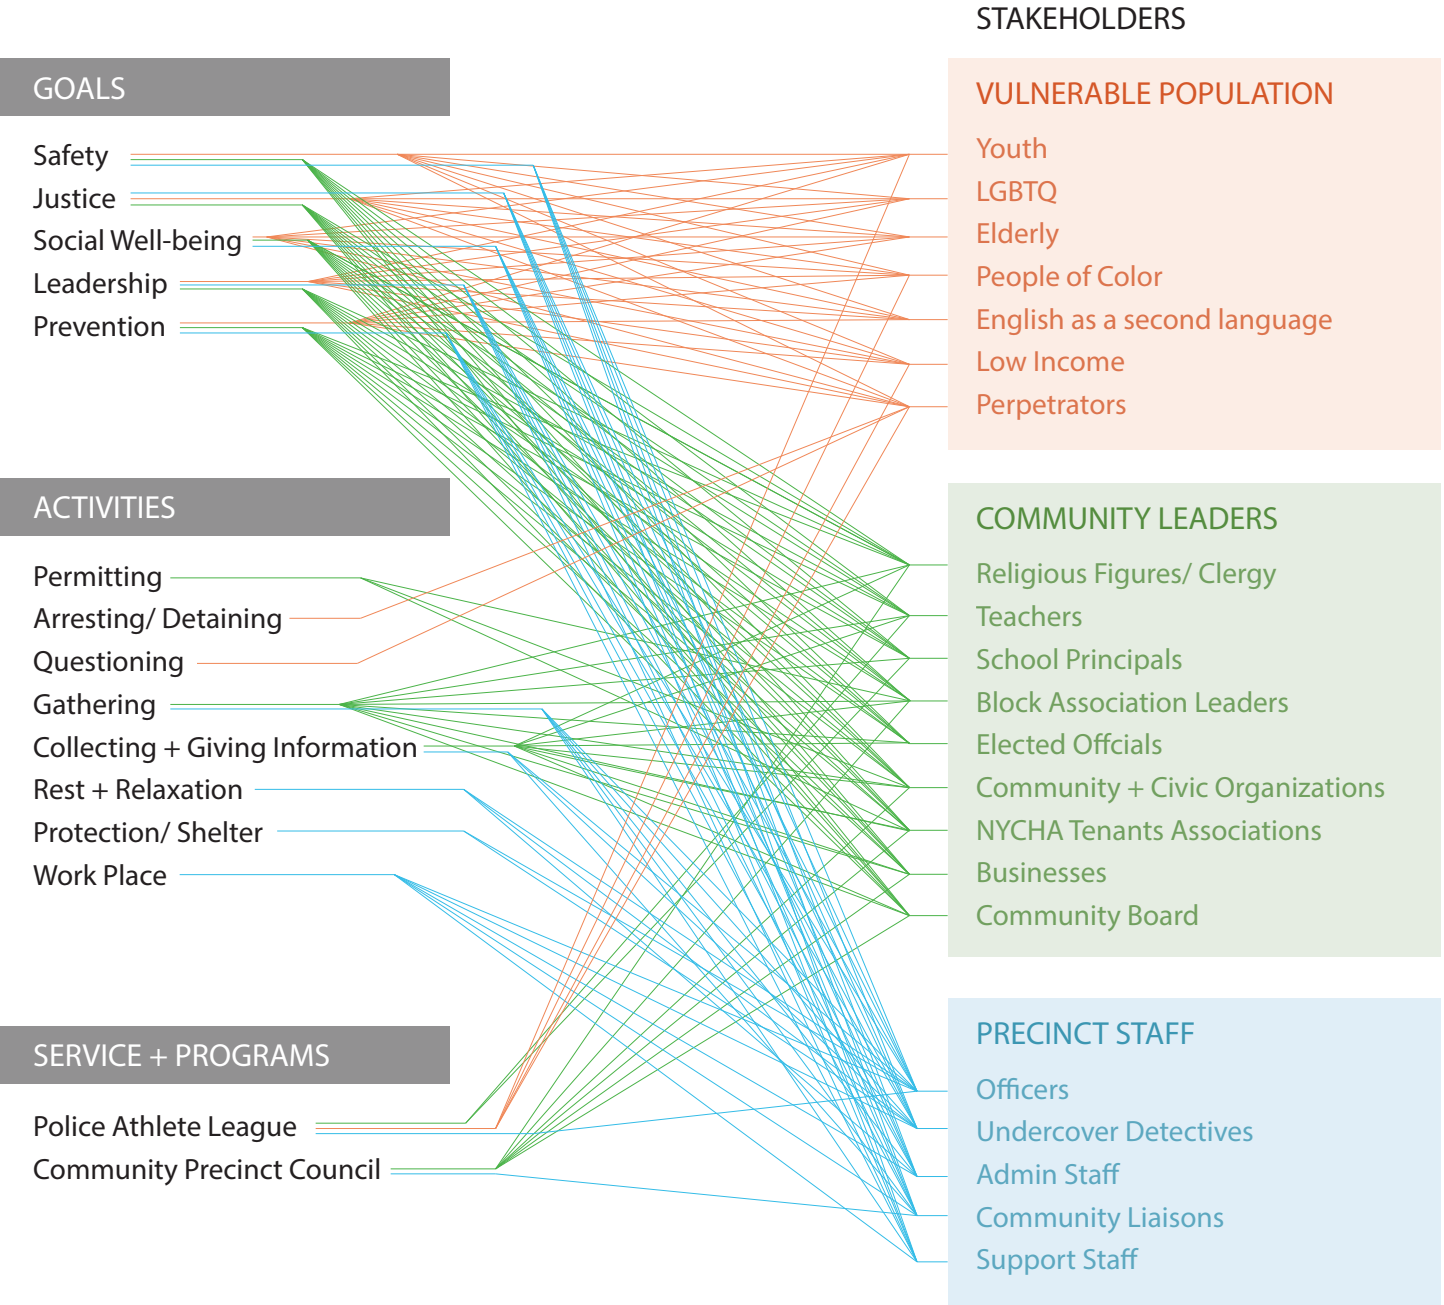 STAKEHOLDERS
GOALS
Safety
Justice
Social Well-being
Leadership
Prevention
ACTIVITIES
Permitting
Arresting/ Detaining
Questioning
Gathering
Collecting + Giving Information
Rest + Relaxation
Protection/ Shelter
Work Place
SERVICE + PROGRAMS
Police Athlete League
Community Precinct Council
VULNERABLE POPULATION
Youth
LGBTQ
Elderly
People of Color
English as a second language
Low Income
Perpetrators
COMMUNITY LEADERS
Religious Figures/ Clergy
Teachers
School Principals
Block Association Leaders
Elected Offcials
Community + Civic Organizations
NYCHA Tenants Associations
Businesses
Community Board
PRECINCT STAFF
Officers
Undercover Detectives
Admin Staff
Community Liaisons
Support Staff